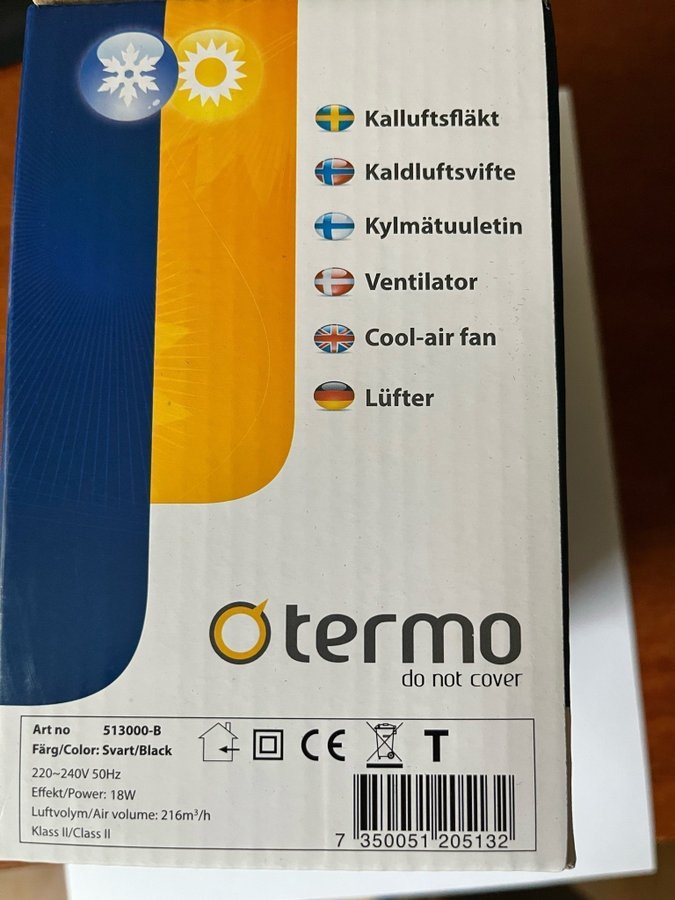 Kalluftsfläkt
Kaldluftsvifte
Kylmätuuletin
Ventilator
Cool-air fan
Lüfter
termo
do not cover
Art no 513000-B
Färg/Color: Svart/Black
220~240V 50Hz
Effekt/Power: 18W
Luftvolym/Air volume: 216m³/h
Klass II/Class II
CE
T
7 350051 205132